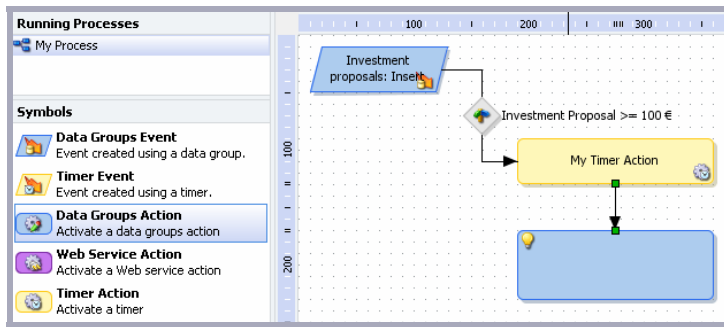 Running Processes
My Process
Symbols
Data Groups Event
Event created using a data group.
Timer Event
Event created using a timer.
Data Groups Action
Activate a data groups action
Web Service Action
Activate a Web service action
Timer Action
Activate a timer
100
200
300
100
200
Investment
proposals: Insert
Investment Proposal >= 100 €
My Timer Action